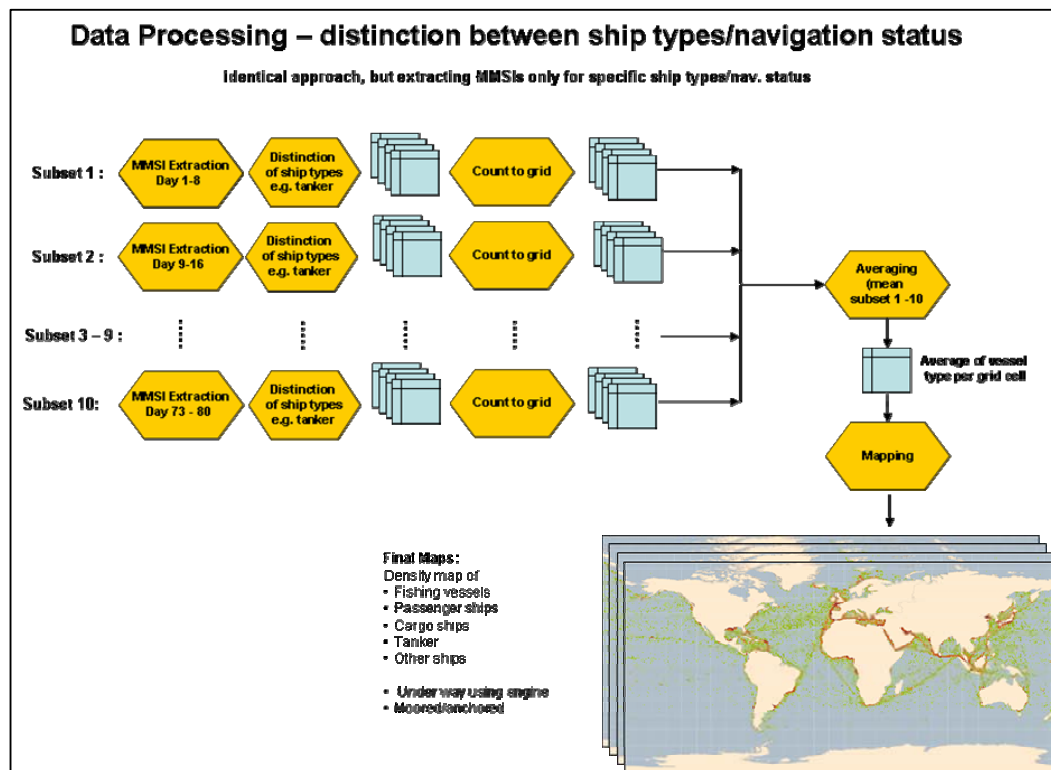 Data Processing – distinction between ship types/navigation status
Identical approach, but extracting MMSIs only for specific ship types/nav. status
Subset 1 :
MMSI Extraction
Day 1-8
Distinction
of ship types
e.g. tanker
Count to grid
Subset 2 :
MMSI Extraction
Day 9-16
Distinction
of ship types
e.g. tanker
Count to grid
Averaging
(mean
subset 1 -10
Subset 3 – 9 :
Average of vessel
type per grid cell
Subset 10:
MMSI Extraction
Day 73 - 80
Distinction
of ship types
e.g. tanker
Count to grid
Mapping
Final Maps:
Density map of
• Fishing vessels
• Passenger ships
• Cargo ships
• Tanker
• Other ships
• Under way using engine
• Moored/anchored